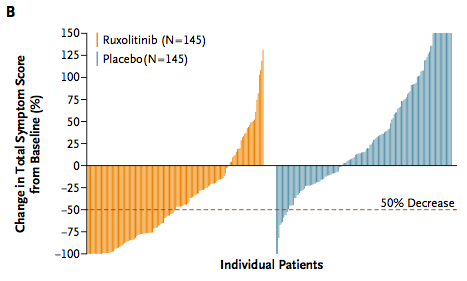 B
Change in Total Symptom Score
from Baseline (%)
150
125
100
75
50
25
0
−25
−50
−75
−100
Ruxolitinib (N=145)
Placebo(N=145)
50% Decrease
Individual Patients